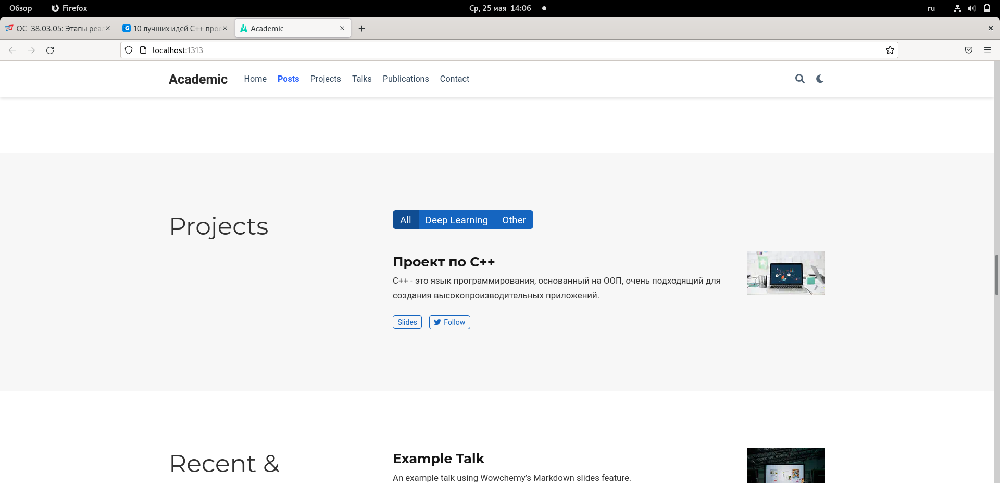 Обзор Firefox Ср, 25 мая 14:06 ru
ОС_38.03.05: Этапы реа 10 лучших идей C++ прое Academic
localhost:1313
Academic Home Posts Projects Talks Publications Contact
Projects
All Deep Learning Other
Проект по C++
C++ - это язык программирования, основанный на ООП, очень подходящий для
создания высокопроизводительных приложений.
Slides Follow
Recent &
Example Talk
An example talk using Wowchemy’s Markdown slides feature.